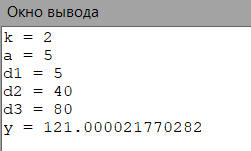 Окно вывода
k = 2
a = 5
d1 = 5
d2 = 40
d3 = 80
y = 121.000021770282